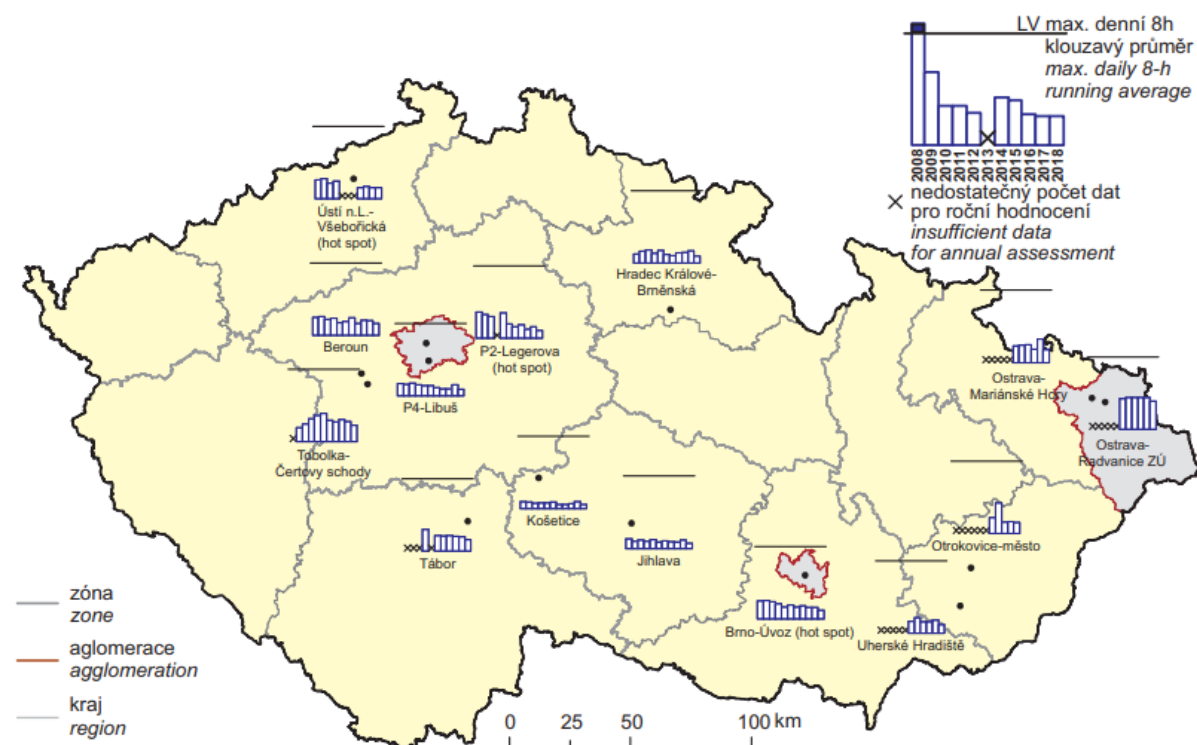 LV max. denní 8h
klouzavý průměr
max. daily 8-h
running average
2008
2009
2010
2011
2012
2013
2014
2015
2016
2017
2018
nedostatečný počet dat
pro roční hodnocení
insufficient data
for annual assessment
Ústí n.L.-
Všebořická
(hot spot)
Hradec Králové-
Brněnská
Beroun
P2-Legerova
(hot spot)
P4-Libuš
Ostrava-
Mariánské Hory
Ostrava-
Radvanice ZÚ
Tobolka-
Čertovy schody
Košetice
Tábor
Jihlava
Otrokovice-město
Brno-Úvoz (hot spot)
Uherské Hradiště
zóna
zone
aglomerace
agglomeration
kraj
region
0 25 50 100 km